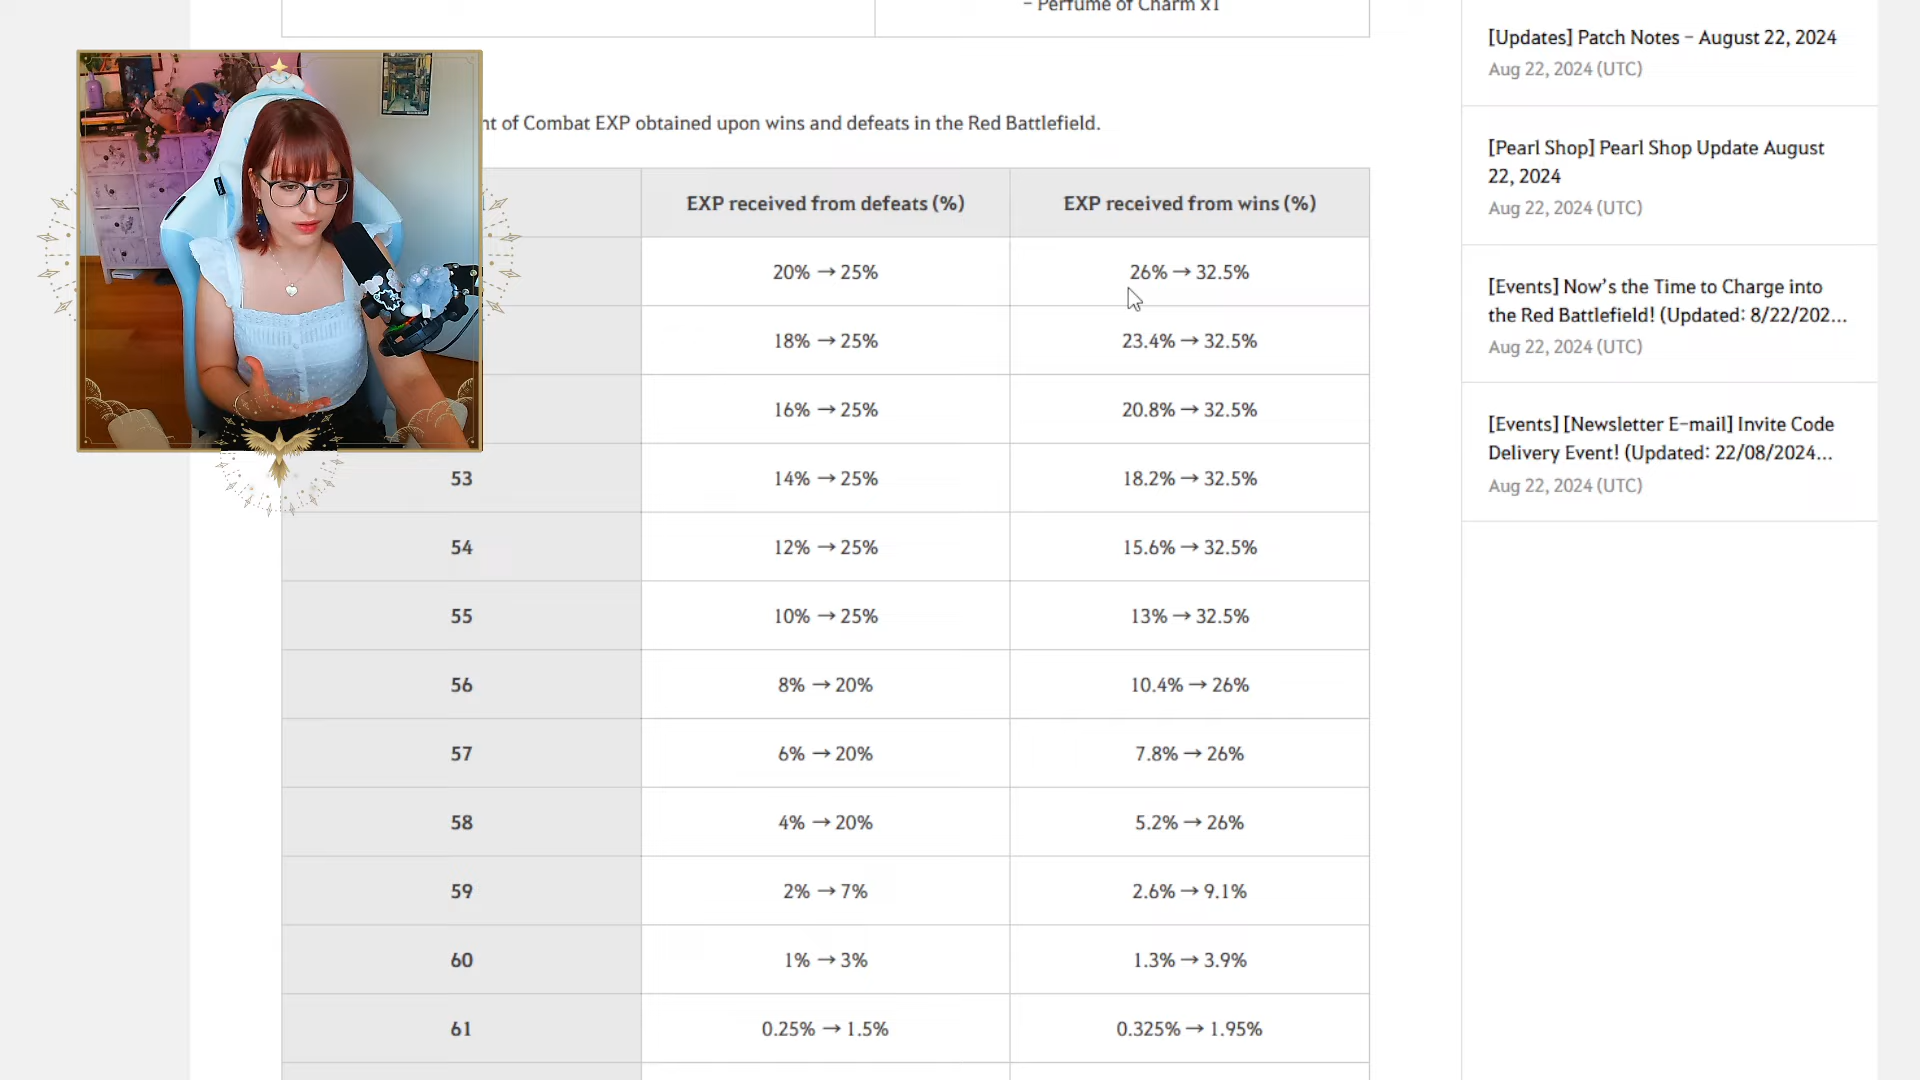 – Perfume of Charm x1
of Combat EXP obtained upon wins and defeats in the Red Battlefield.
EXP received from defeats (%) EXP received from wins (%)
20% → 25% 26% → 32.5%
18% → 25% 23.4% → 32.5%
16% → 25% 20.8% → 32.5%
53 14% → 25% 18.2% → 32.5%
54 12% → 25% 15.6% → 32.5%
55 10% → 25% 13% → 32.5%
56 8% → 20% 10.4% → 26%
57 6% → 20% 7.8% → 26%
58 4% → 20% 5.2% → 26%
59 2% → 7% 2.6% → 9.1%
60 1% → 3% 1.3% → 3.9%
61 0.25% → 1.5% 0.325% → 1.95%
[Updates] Patch Notes – August 22, 2024
Aug 22, 2024 (UTC)
[Pearl Shop] Pearl Shop Update August
22, 2024
Aug 22, 2024 (UTC)
[Events] Now's the Time to Charge into
the Red Battlefield! (Updated: 8/22/202...
Aug 22, 2024 (UTC)
[Events] [Newsletter E-mail] Invite Code
Delivery Event! (Updated: 22/08/2024...
Aug 22, 2024 (UTC)